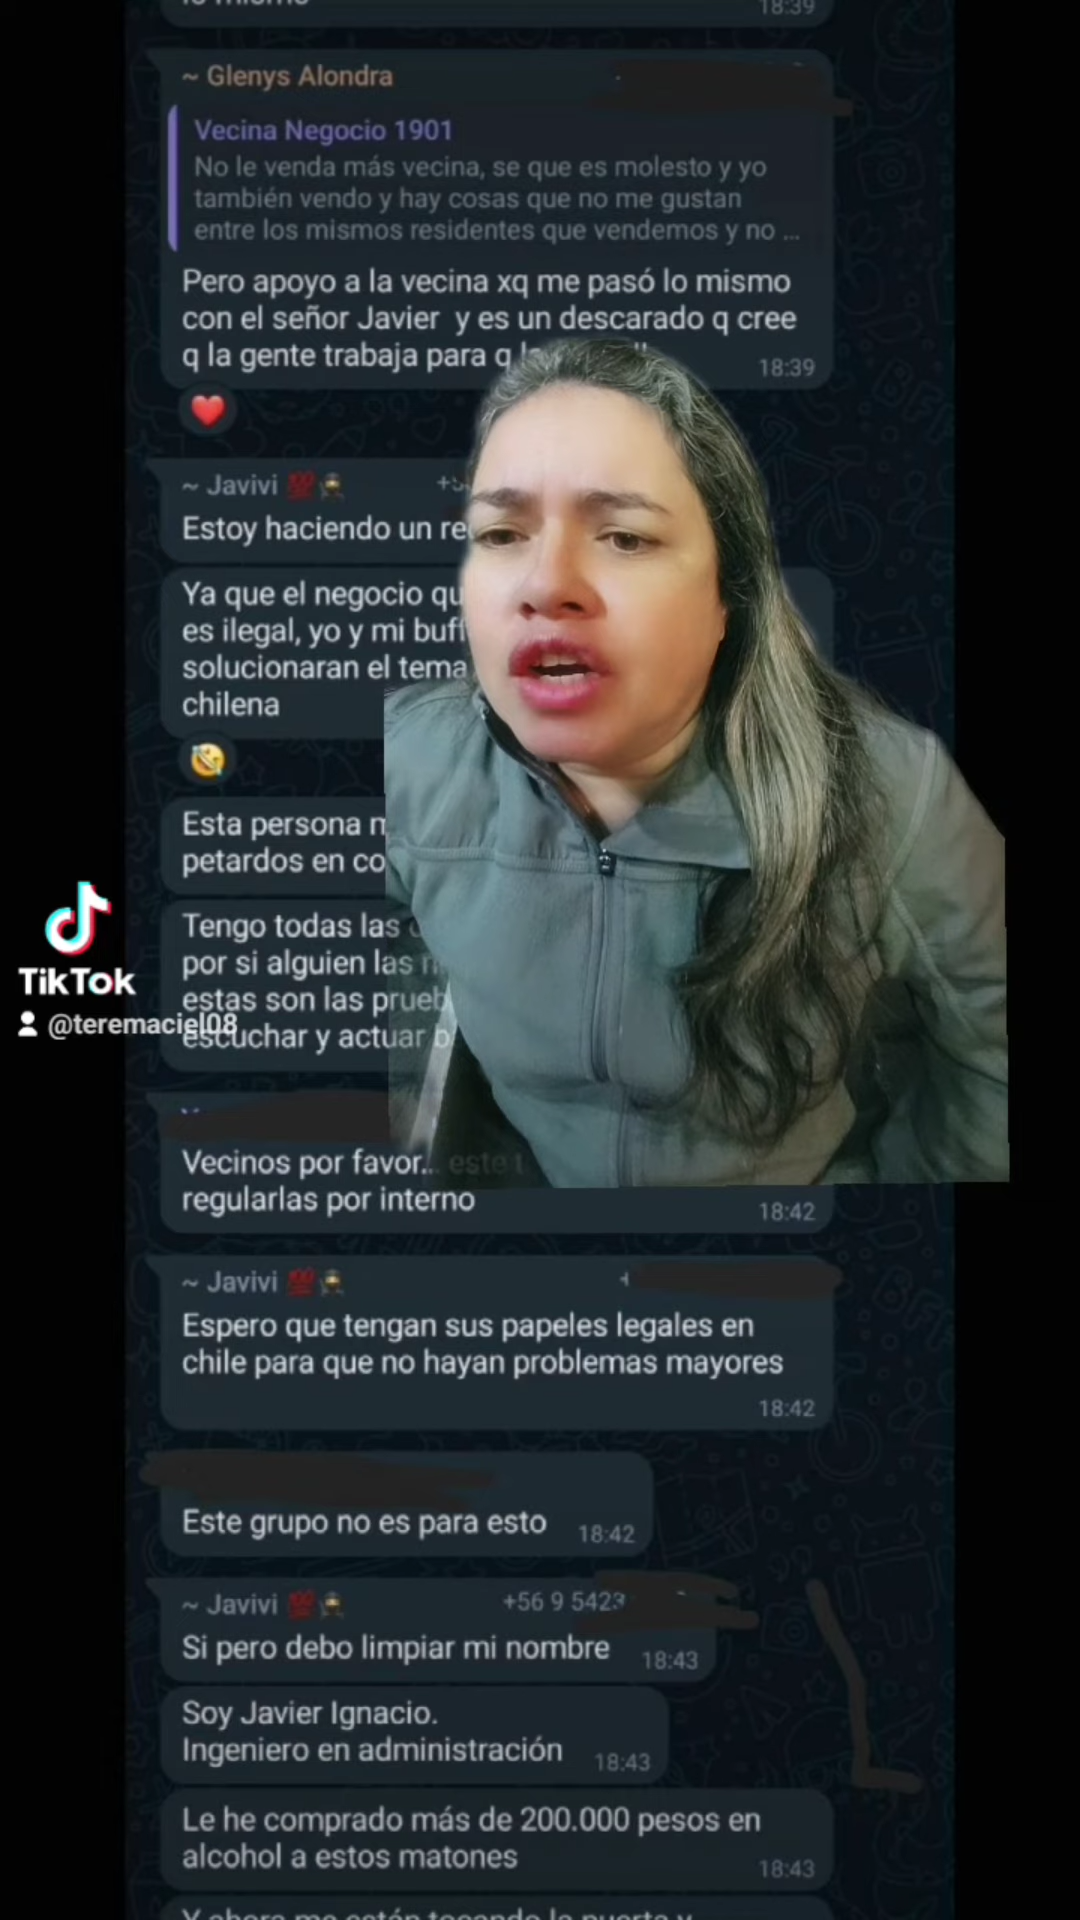 18:39
~ Glenys Alondra
Vecina Negocio 1901
No le venda más vecina, se que es molesto y yo
también vendo y hay cosas que no me gustan
entre los mismos residentes que vendemos y no ...
Pero apoyo a la vecina xq me pasó lo mismo
con el señor Javier y es un descarado q cree
q la gente trabaja para q
18:39
~ Javivi
Estoy haciendo un
Ya que el negocio
es ilegal, yo y mi
solucionaran el tema
chilena
Esta persona
petardos en
Tengo todas las
por si alguien las
estas son las
escuchar y actuar
TikTok
@teremaciel08
Vecinos por favor... este
regularlas por interno
18:42
~ Javivi
Espero que tengan sus papeles legales en
chile para que no hayan problemas mayores
18:42
Este grupo no es para esto
18:42
~ Javivi +56 9 5423
Si pero debo limpiar mi nombre
18:43
Soy Javier Ignacio.
Ingeniero en administración
18:43
Le he comprado más de 200.000 pesos en
alcohol a estos matones
18:43